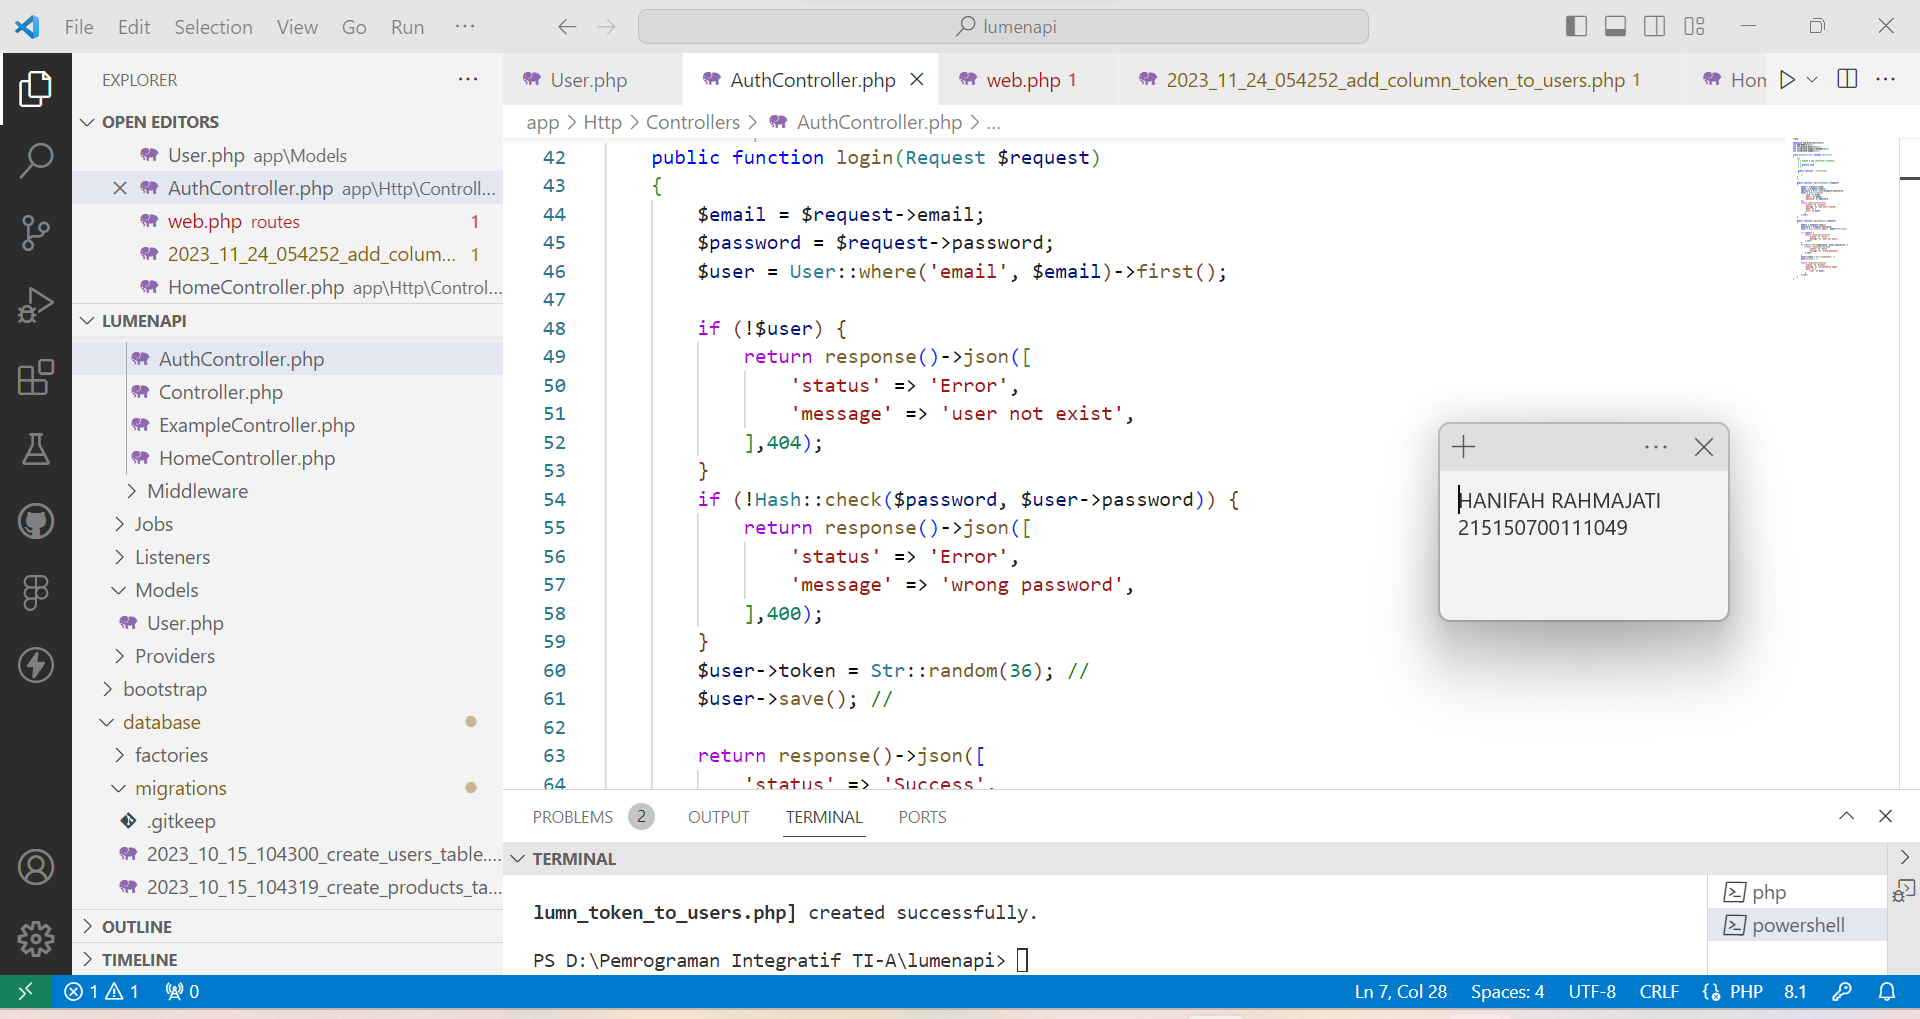 File Edit Selection View Go Run ···
lumenapi
EXPLORER
OPEN EDITORS
User.php app\Models
AuthController.php app\Http\Controll...
web.php routes 1
2023_11_24_054252_add_colum... 1
HomeController.php app\Http\Control...
LUMENAPI
AuthController.php
Controller.php
ExampleController.php
HomeController.php
Middleware
Jobs
Listeners
Models
User.php
Providers
bootstrap
database
factories
migrations
.gitkeep
2023_10_15_104300_create_users_table....
2023_10_15_104319_create_products_ta...
OUTLINE
TIMELINE
User.php AuthController.php web.php 1 2023_11_24_054252_add_column_token_to_users.php 1 Hon
app > Http > Controllers > AuthController.php > ...
42 public function login(Request $request)
43 {
44 $email = $request->email;
45 $password = $request->password;
46 $user = User::where('email', $email)->first();
47
48 if (!$user) {
49 return response()->json([
50 'status' => 'Error',
51 'message' => 'user not exist',
52 ],404);
53 }
54 if (!Hash::check($password, $user->password)) {
55 return response()->json([
56 'status' => 'Error',
57 'message' => 'wrong password',
58 ],400);
59 }
60 $user->token = Str::random(36); //
61 $user->save(); //
62
63 return response()->json([
64 'status' => 'Success',
HANIFAH RAHMAJATI
215150700111049
PROBLEMS 2 OUTPUT TERMINAL PORTS
TERMINAL
lumn_token_to_users.php] created successfully.
PS D:\Pemrograman Integratif TI-A\lumenapi>
php
powershell
1 1 0 Ln 7, Col 28 Spaces: 4 UTF-8 CRLF PHP 8.1